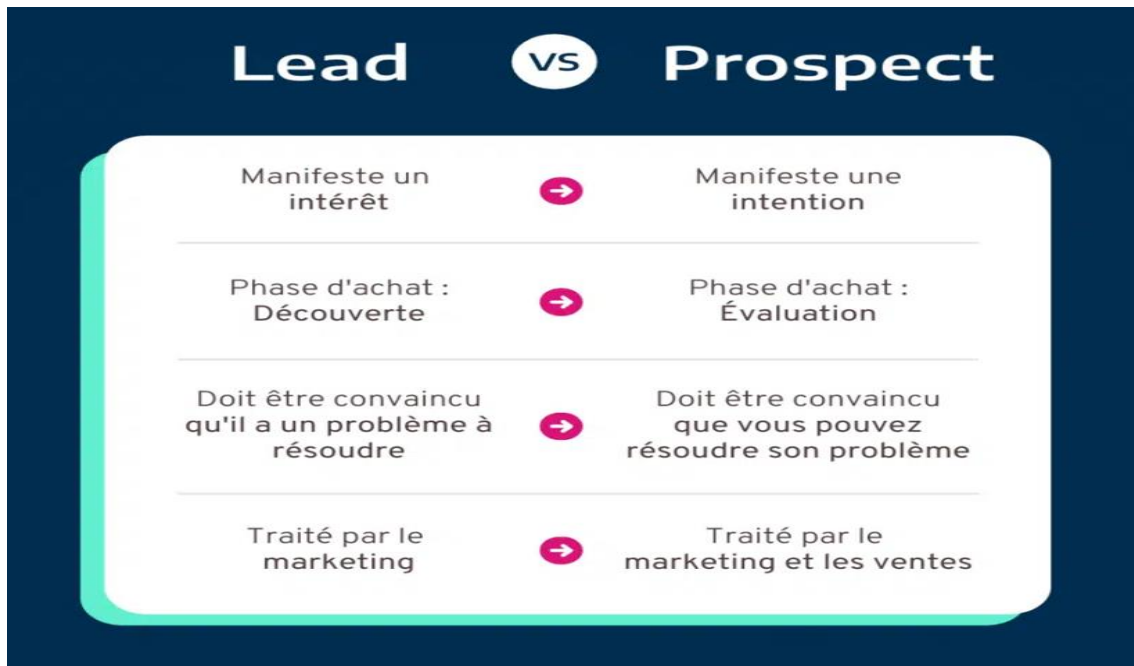 Lead vs Prospect
Manifeste un
intérêt
Manifeste une
intention
Phase d'achat :
Découverte
Phase d'achat :
Évaluation
Doit être convaincu
qu'il a un problème à
résoudre
Doit être convaincu
que vous pouvez
résoudre son problème
Traité par le
marketing
Traité par le
marketing et les ventes